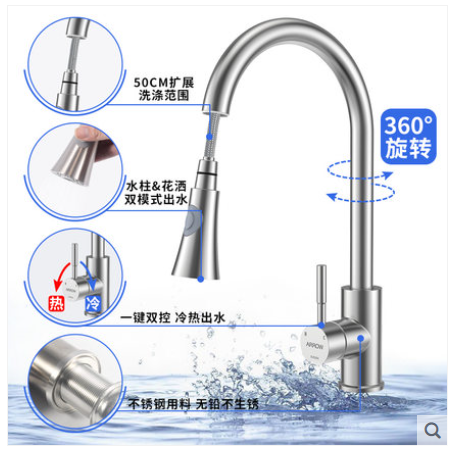 50CM扩展
洗涤范围
360°
旋转
水柱&花洒
双模式出水
热
冷
一键双控 冷热出水
ARROW
不锈钢用料 无铅不生锈